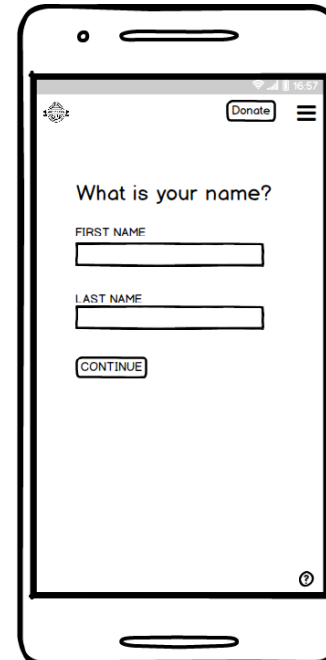 16:57
Donate
What is your name?
FIRST NAME
LAST NAME
CONTINUE
?